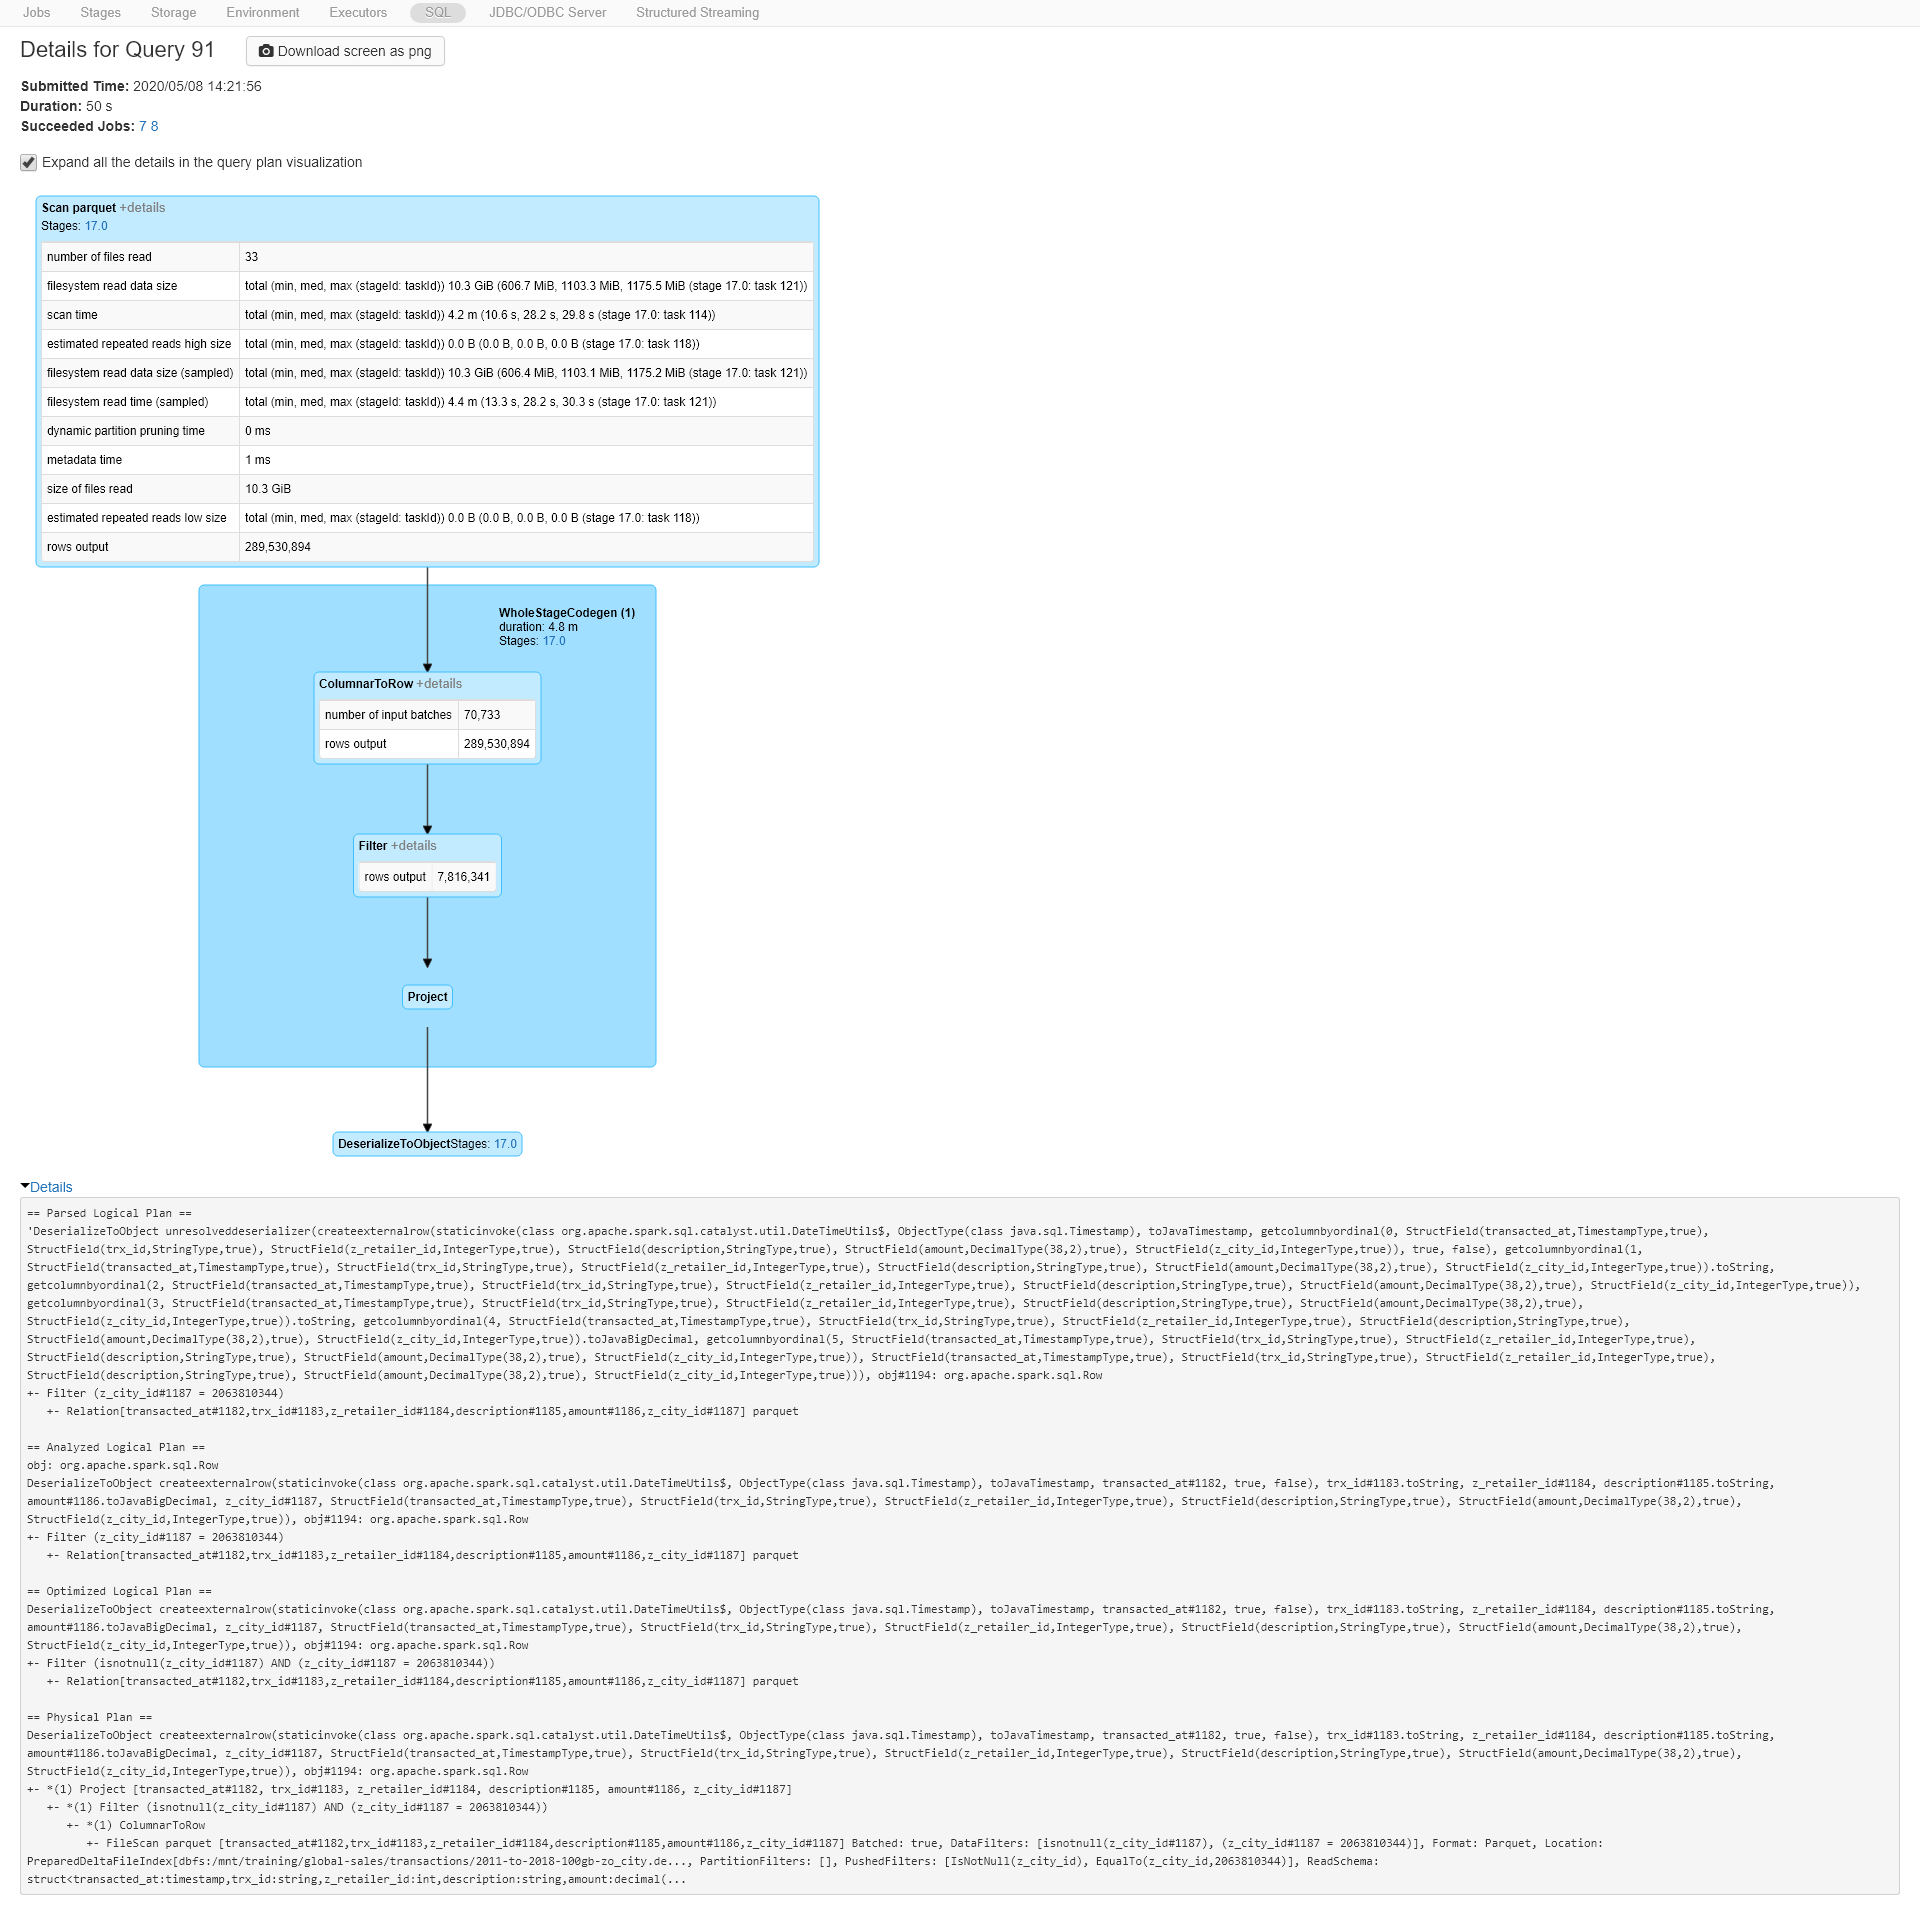 Jobs Stages Storage Environment Executors SQL JDBC/ODBC Server Structured Streaming
Details for Query 91 Download screen as png
Submitted Time: 2020/05/08 14:21:56
Duration: 50 s
Succeeded Jobs: 7 8
Expand all the details in the query plan visualization
Scan parquet +details
Stages: 17.0
number of files read 33
filesystem read data size total (min, med, max (stageId: taskId)) 10.3 GiB (606.7 MiB, 1103.3 MiB, 1175.5 MiB (stage 17.0: task 121))
scan time total (min, med, max (stageId: taskId)) 4.2 m (10.6 s, 28.2 s, 29.8 s (stage 17.0: task 114))
estimated repeated reads high size total (min, med, max (stageId: taskId)) 0.0 B (0.0 B, 0.0 B, 0.0 B (stage 17.0: task 118))
filesystem read data size (sampled) total (min, med, max (stageId: taskId)) 10.3 GiB (606.4 MiB, 1103.1 MiB, 1175.2 MiB (stage 17.0: task 121))
filesystem read time (sampled) total (min, med, max (stageId: taskId)) 4.4 m (13.3 s, 28.2 s, 30.3 s (stage 17.0: task 121))
dynamic partition pruning time 0 ms
metadata time 1 ms
size of files read 10.3 GiB
estimated repeated reads low size total (min, med, max (stageId: taskId)) 0.0 B (0.0 B, 0.0 B, 0.0 B (stage 17.0: task 118))
rows output 289,530,894
WholeStageCodegen (1)
duration: 4.8 m
Stages: 17.0
ColumnarToRow +details
number of input batches 70,733
rows output 289,530,894
Filter +details
rows output 7,816,341
Project
DeserializeToObjectStages: 17.0
Details
== Parsed Logical Plan ==
'DeserializeToObject unresolveddeserializer(createexternalrow(staticinvoke(class org.apache.spark.sql.catalyst.util.DateTimeUtils$, ObjectType(class java.sql.Timestamp), toJavaTimestamp, getcolumnbyordinal(0, StructField(transacted_at,TimestampType,true),
StructField(trx_id,StringType,true), StructField(z_retailer_id,IntegerType,true), StructField(description,StringType,true), StructField(amount,DecimalType(38,2),true), StructField(z_city_id,IntegerType,true)), true, false), getcolumnbyordinal(1,
StructField(transacted_at,TimestampType,true), StructField(trx_id,StringType,true), StructField(z_retailer_id,IntegerType,true), StructField(description,StringType,true), StructField(amount,DecimalType(38,2),true), StructField(z_city_id,IntegerType,true)).toString,
getcolumnbyordinal(2, StructField(transacted_at,TimestampType,true), StructField(trx_id,StringType,true), StructField(z_retailer_id,IntegerType,true), StructField(description,StringType,true), StructField(amount,DecimalType(38,2),true), StructField(z_city_id,IntegerType,true)),
getcolumnbyordinal(3, StructField(transacted_at,TimestampType,true), StructField(trx_id,StringType,true), StructField(z_retailer_id,IntegerType,true), StructField(description,StringType,true), StructField(amount,DecimalType(38,2),true),
StructField(z_city_id,IntegerType,true)).toString, getcolumnbyordinal(4, StructField(transacted_at,TimestampType,true), StructField(trx_id,StringType,true), StructField(z_retailer_id,IntegerType,true), StructField(description,StringType,true),
StructField(amount,DecimalType(38,2),true), StructField(z_city_id,IntegerType,true)).toJavaBigDecimal, getcolumnbyordinal(5, StructField(transacted_at,TimestampType,true), StructField(trx_id,StringType,true), StructField(z_retailer_id,IntegerType,true),
StructField(description,StringType,true), StructField(amount,DecimalType(38,2),true), StructField(z_city_id,IntegerType,true)), StructField(transacted_at,TimestampType,true), StructField(trx_id,StringType,true), StructField(z_retailer_id,IntegerType,true),
StructField(description,StringType,true), StructField(amount,DecimalType(38,2),true), StructField(z_city_id,IntegerType,true))), obj#1194: org.apache.spark.sql.Row
+- Filter (z_city_id#1187 = 2063810344)
+- Relation[transacted_at#1182,trx_id#1183,z_retailer_id#1184,description#1185,amount#1186,z_city_id#1187] parquet
== Analyzed Logical Plan ==
obj: org.apache.spark.sql.Row
DeserializeToObject createexternalrow(staticinvoke(class org.apache.spark.sql.catalyst.util.DateTimeUtils$, ObjectType(class java.sql.Timestamp), toJavaTimestamp, transacted_at#1182, true, false), trx_id#1183.toString, z_retailer_id#1184, description#1185.toString,
amount#1186.toJavaBigDecimal, z_city_id#1187, StructField(transacted_at,TimestampType,true), StructField(trx_id,StringType,true), StructField(z_retailer_id,IntegerType,true), StructField(description,StringType,true), StructField(amount,DecimalType(38,2),true),
StructField(z_city_id,IntegerType,true)), obj#1194: org.apache.spark.sql.Row
+- Filter (z_city_id#1187 = 2063810344)
+- Relation[transacted_at#1182,trx_id#1183,z_retailer_id#1184,description#1185,amount#1186,z_city_id#1187] parquet
== Optimized Logical Plan ==
DeserializeToObject createexternalrow(staticinvoke(class org.apache.spark.sql.catalyst.util.DateTimeUtils$, ObjectType(class java.sql.Timestamp), toJavaTimestamp, transacted_at#1182, true, false), trx_id#1183.toString, z_retailer_id#1184, description#1185.toString,
amount#1186.toJavaBigDecimal, z_city_id#1187, StructField(transacted_at,TimestampType,true), StructField(trx_id,StringType,true), StructField(z_retailer_id,IntegerType,true), StructField(description,StringType,true), StructField(amount,DecimalType(38,2),true),
StructField(z_city_id,IntegerType,true)), obj#1194: org.apache.spark.sql.Row
+- Filter (isnotnull(z_city_id#1187) AND (z_city_id#1187 = 2063810344))
+- Relation[transacted_at#1182,trx_id#1183,z_retailer_id#1184,description#1185,amount#1186,z_city_id#1187] parquet
== Physical Plan ==
DeserializeToObject createexternalrow(staticinvoke(class org.apache.spark.sql.catalyst.util.DateTimeUtils$, ObjectType(class java.sql.Timestamp), toJavaTimestamp, transacted_at#1182, true, false), trx_id#1183.toString, z_retailer_id#1184, description#1185.toString,
amount#1186.toJavaBigDecimal, z_city_id#1187, StructField(transacted_at,TimestampType,true), StructField(trx_id,StringType,true), StructField(z_retailer_id,IntegerType,true), StructField(description,StringType,true), StructField(amount,DecimalType(38,2),true),
StructField(z_city_id,IntegerType,true)), obj#1194: org.apache.spark.sql.Row
+- *(1) Project [transacted_at#1182, trx_id#1183, z_retailer_id#1184, description#1185, amount#1186, z_city_id#1187]
+- *(1) Filter (isnotnull(z_city_id#1187) AND (z_city_id#1187 = 2063810344))
+- *(1) ColumnarToRow
+- FileScan parquet [transacted_at#1182,trx_id#1183,z_retailer_id#1184,description#1185,amount#1186,z_city_id#1187] Batched: true, DataFilters: [isnotnull(z_city_id#1187), (z_city_id#1187 = 2063810344)], Format: Parquet, Location:
PreparedDeltaFileIndex[dbfs:/mnt/training/global-sales/transactions/2011-to-2018-100gb-zo_city.de..., PartitionFilters: [], PushedFilters: [IsNotNull(z_city_id), EqualTo(z_city_id,2063810344)], ReadSchema:
struct<transacted_at:timestamp,trx_id:string,z_retailer_id:int,description:string,amount:decimal(...